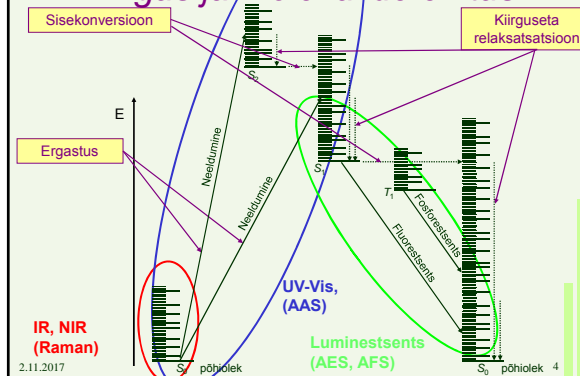 Sisekonversioon
Kiirguseta
relaksatsatsioon
S
E
Ergastus
Neeldumine
Neeldumine
S1
T1
Fosforestsents
Fluorestsents
UV-Vis,
(AAS)
IR, NIR
(Raman)
Luminestsents
(AES, AFS)
2.11.2017
S0 põhiolek
S0 põhiolek
4